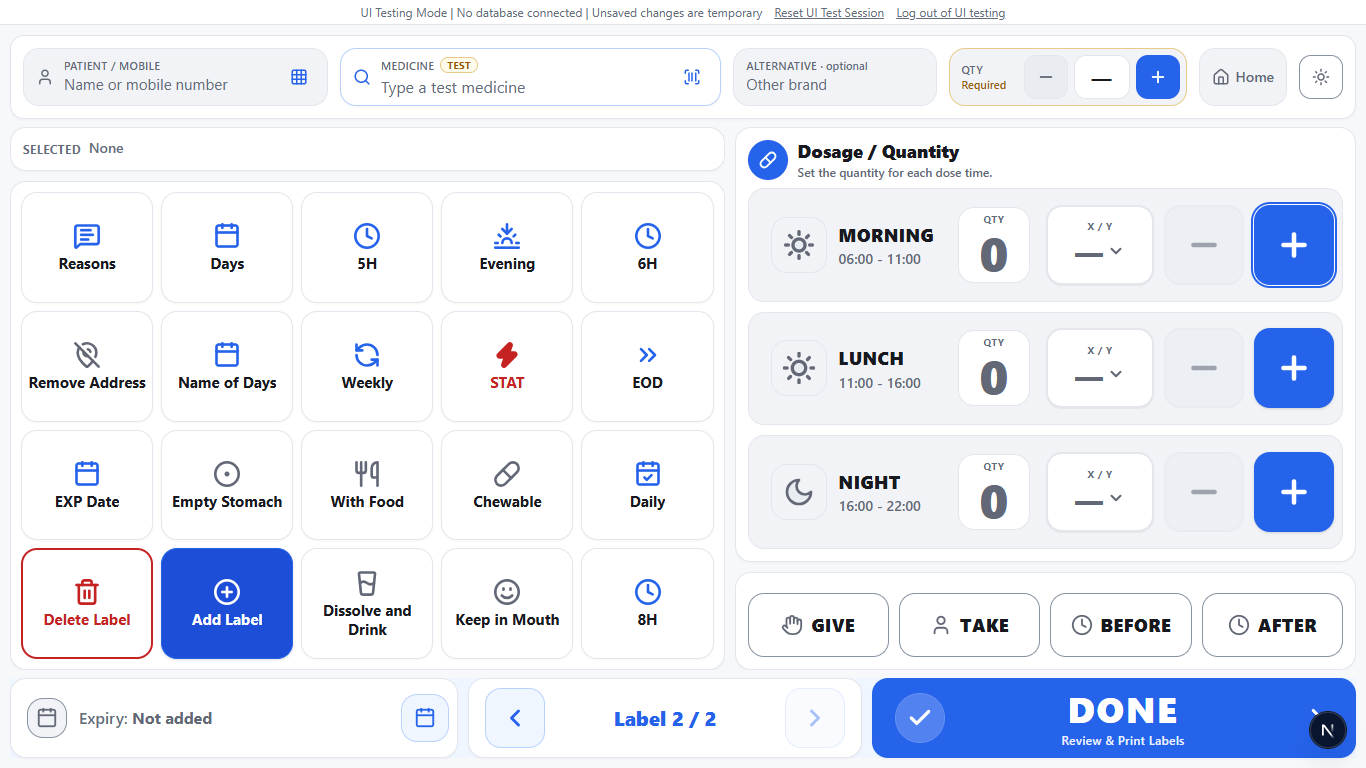 UI Testing Mode | No database connected | Unsaved changes are temporary Reset UI Test Session Log out of UI testing
PATIENT / MOBILE
Name or mobile number
MEDICINE TEST
Type a test medicine
ALTERNATIVE · optional
Other brand
QTY
Required
— 
Home
SELECTED None
Reasons
Days
5H
Evening
6H
Remove Address
Name of Days
Weekly
STAT
EOD
EXP Date
Empty Stomach
With Food
Chewable
Daily
Delete Label
Add Label
Dissolve and
Drink
Keep in Mouth
8H
Dosage / Quantity
Set the quantity for each dose time.
MORNING
06:00 - 11:00
QTY
0
X / Y
—
LUNCH
11:00 - 16:00
QTY
0
X / Y
—
NIGHT
16:00 - 22:00
QTY
0
X / Y
—
GIVE
TAKE
BEFORE
AFTER
Expiry: Not added
Label 2 / 2
DONE
Review & Print Labels
N